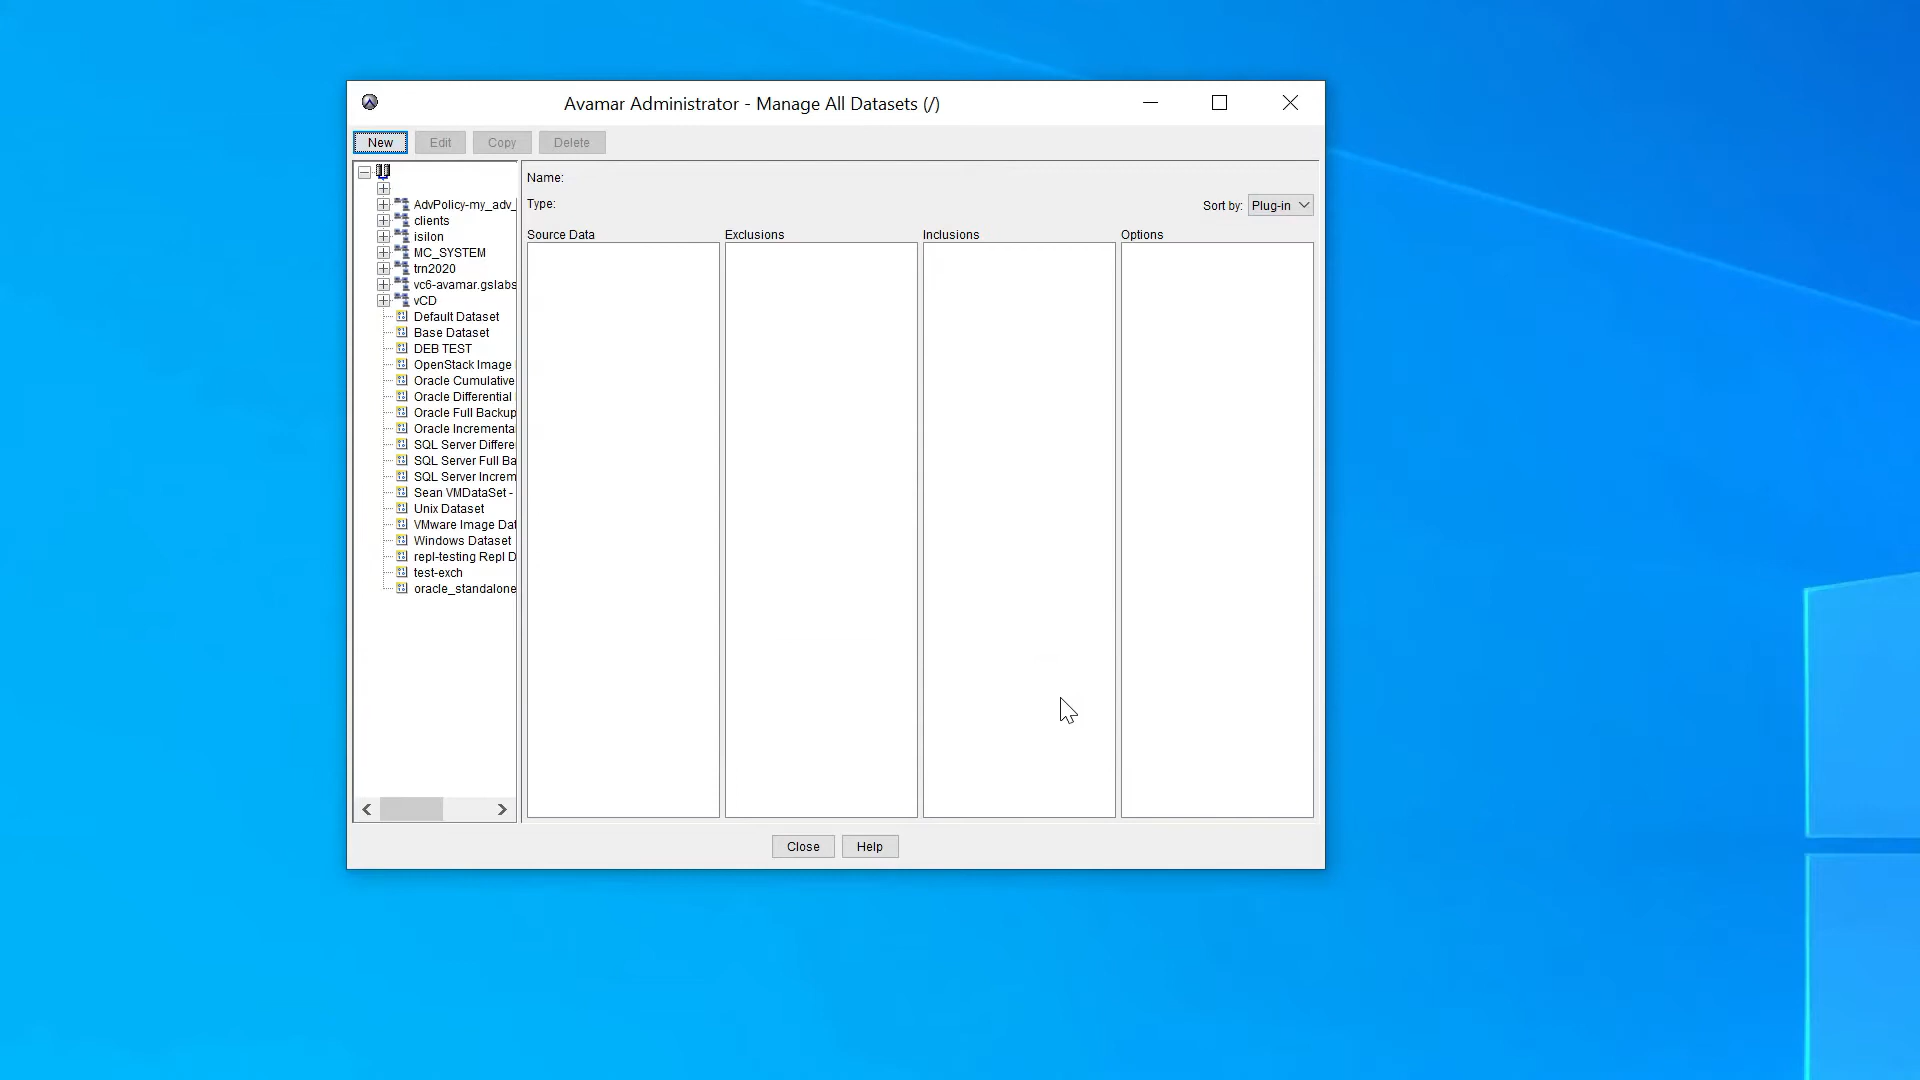 Avamar Administrator - Manage All Datasets (/)
New Edit Copy Delete
Name:
Type:
Sort by: Plug-in
Source Data Exclusions Inclusions Options
AdvPolicy-my_adv_
clients
isilon
MC_SYSTEM
trn2020
vc6-avamar.gslabs
vCD
Default Dataset
Base Dataset
DEB TEST
OpenStack Image
Oracle Cumulative
Oracle Differential
Oracle Full Backup
Oracle Incrementa
SQL Server Differe
SQL Server Full Ba
SQL Server Increm
Sean VMDataSet -
Unix Dataset
VMware Image Dat
Windows Dataset
repl-testing Repl D
test-exch
oracle_standalone
Close Help